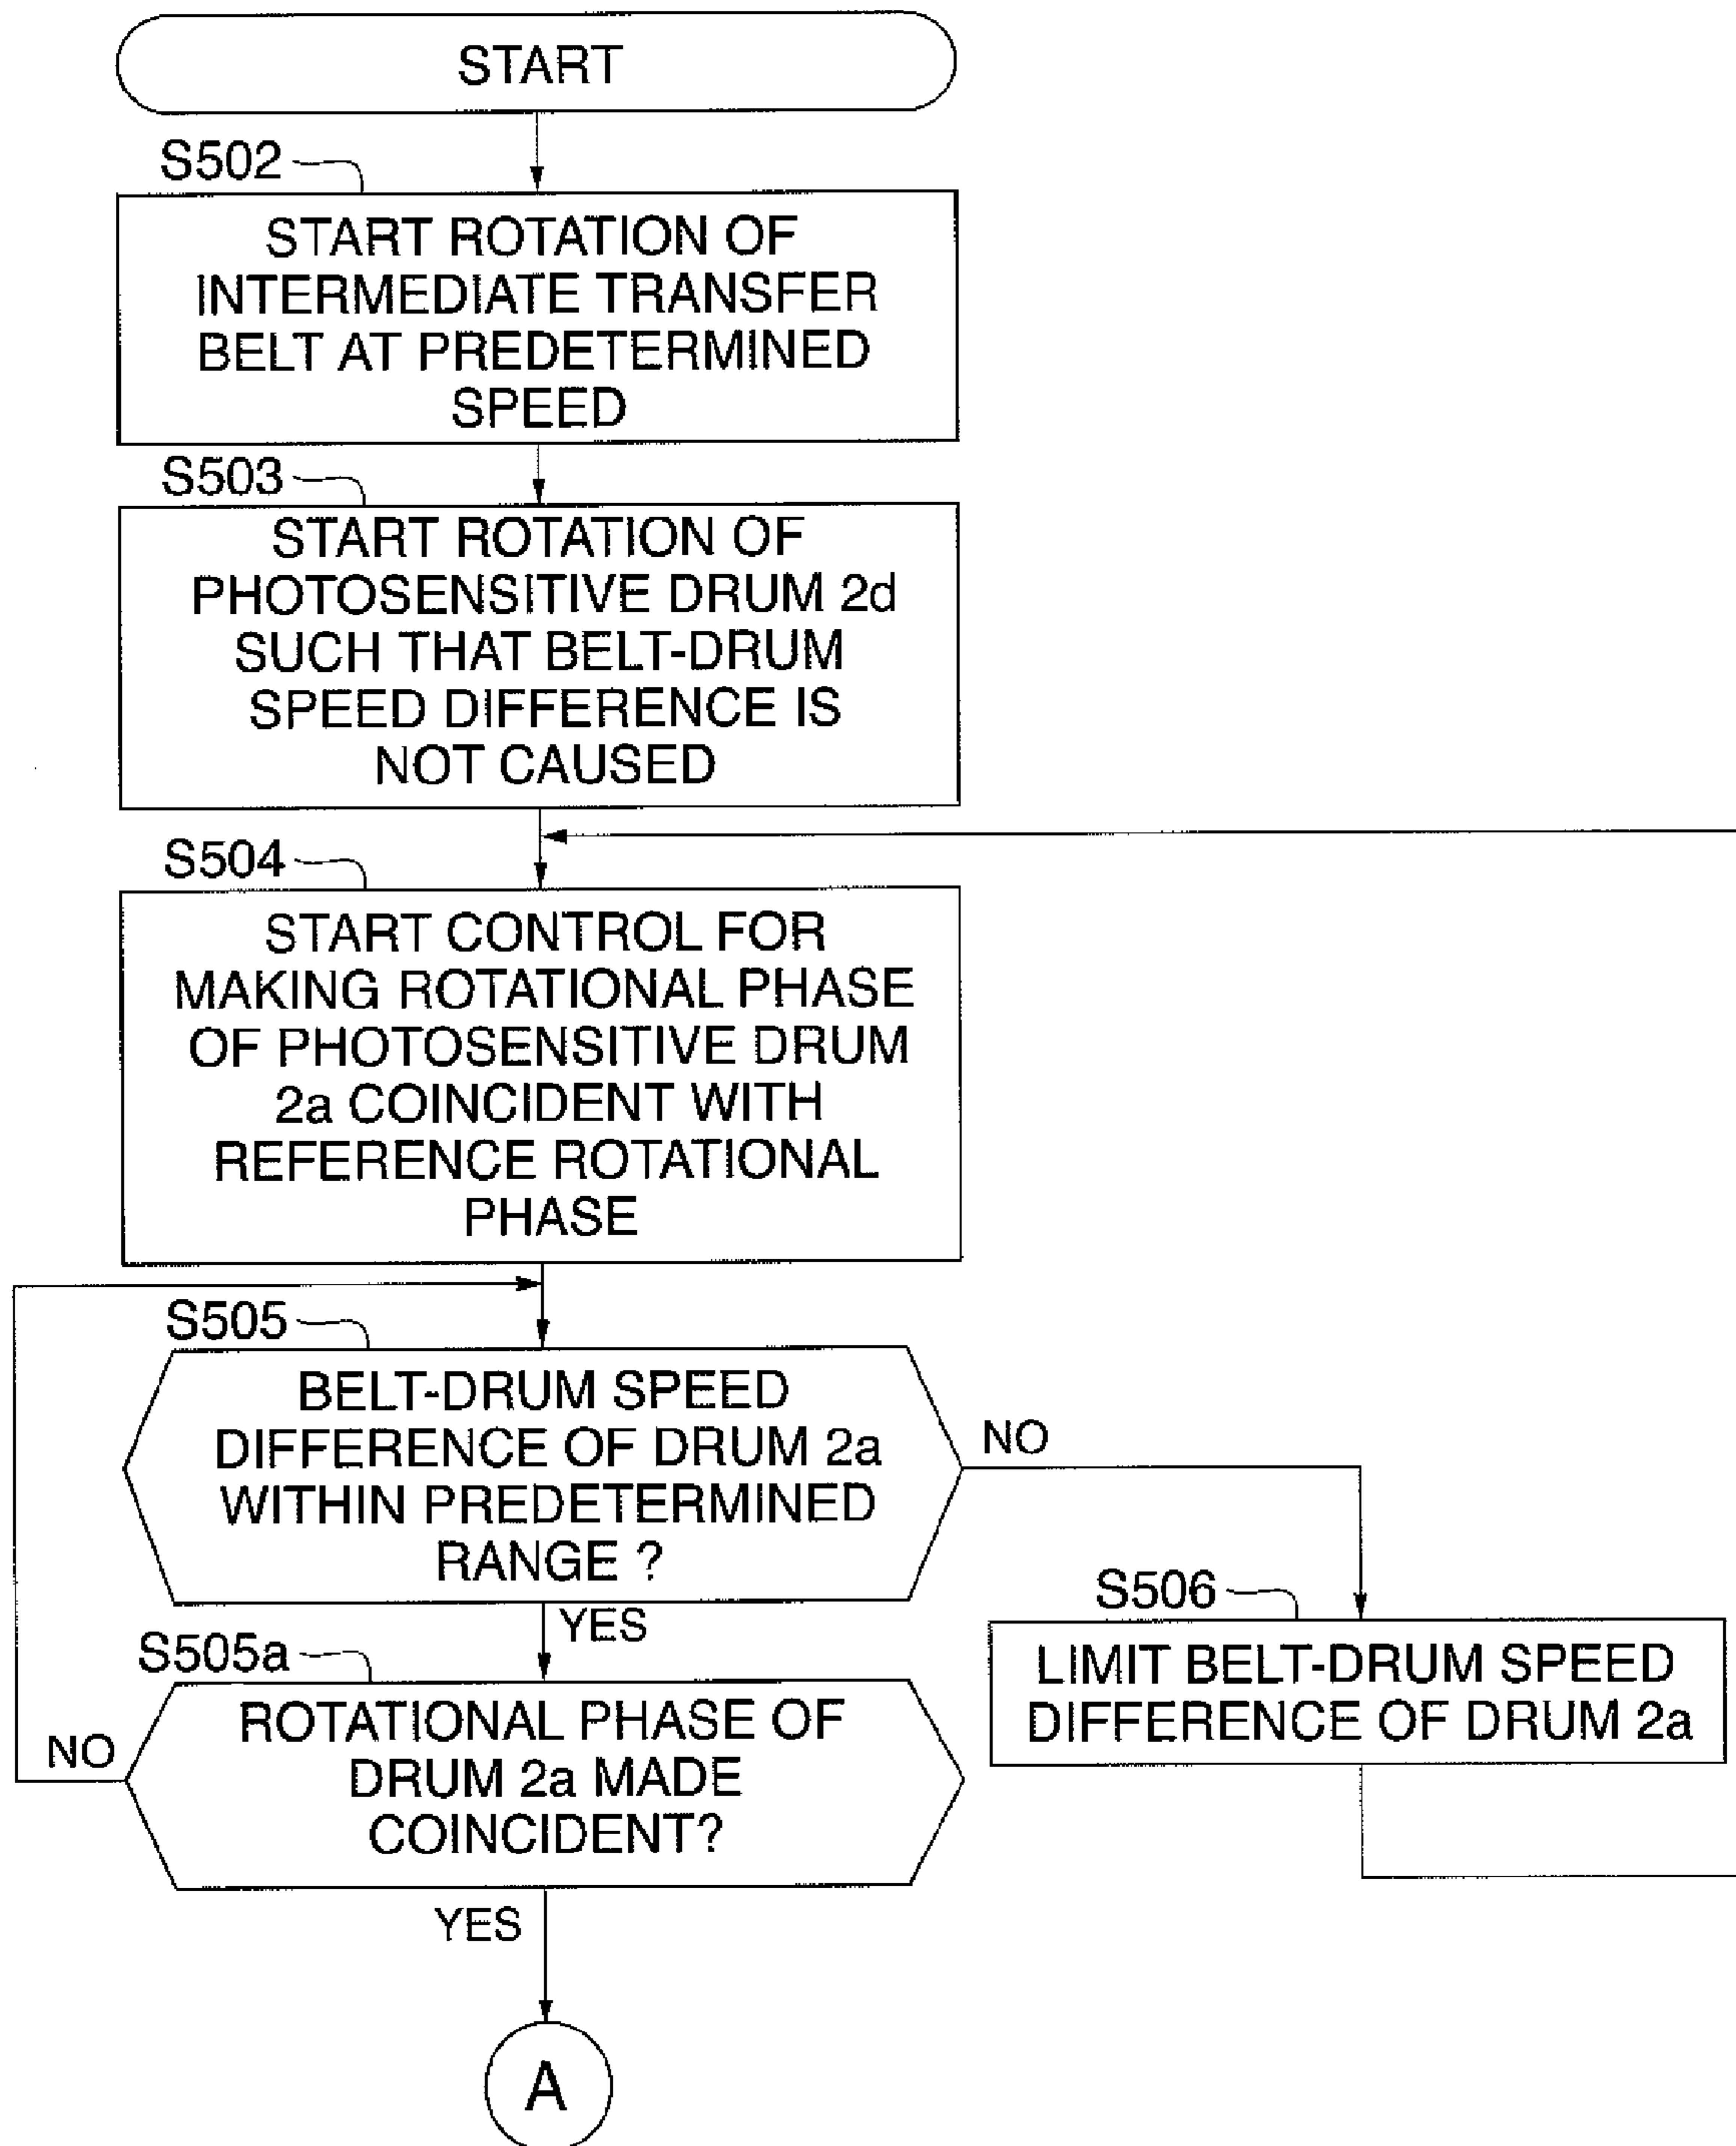 START
S502
START ROTATION OF
INTERMEDIATE TRANSFER
BELT AT PREDETERMINED
SPEED
S503
START ROTATION OF
PHOTOSENSITIVE DRUM 2d
SUCH THAT BELT-DRUM
SPEED DIFFERENCE IS
NOT CAUSED
S504
START CONTROL FOR
MAKING ROTATIONAL PHASE
OF PHOTOSENSITIVE DRUM
2a COINCIDENT WITH
REFERENCE ROTATIONAL
PHASE
S505
BELT-DRUM SPEED
DIFFERENCE OF DRUM 2a
WITHIN PREDETERMINED
RANGE ?
NO
YES
S506
LIMIT BELT-DRUM SPEED
DIFFERENCE OF DRUM 2a
S505a
ROTATIONAL PHASE OF
DRUM 2a MADE
COINCIDENT?
NO
YES
A